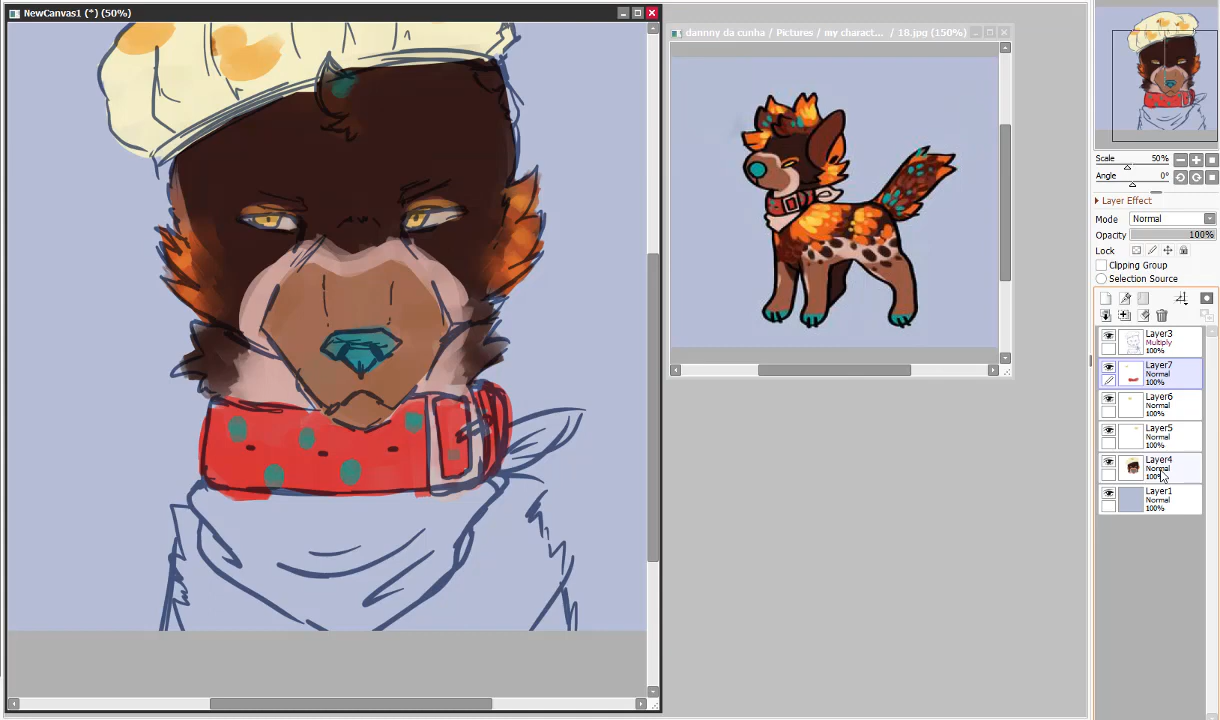 NewCanvas1 (*) (50%)
dannny da cunha / Pictures / my charact... / 18.jpg (150%)
Scale 50%
Angle 0°
Layer Effect
Mode Normal
Opacity 100%
Lock
Clipping Group
Selection Source
Layer3
Multiply
100%
Layer7
Normal
100%
Layer6
Normal
100%
Layer5
Normal
100%
Layer4
Normal
100%
Layer1
Normal
100%